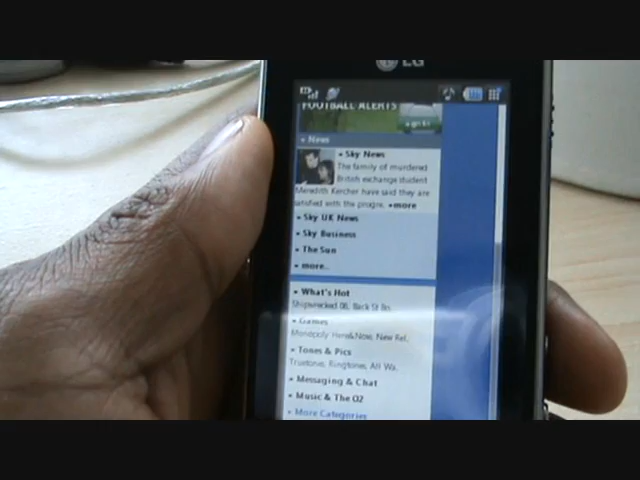 LG
FOOTBALL ALERTS
News
Sky News
The family of murdered
British exchange student
Meredith Kercher have said they are
satisfied with the progre. more
Sky UK News
Sky Business
The Sun
more..
What's Hot
Shipwrecked 08, Back St Bo.
Games
Monopoly Here&Now, New Rel.
Tones & Pics
Truetones, Ringtones, All Wa.
Messaging & Chat
Music & The O2
More Categories